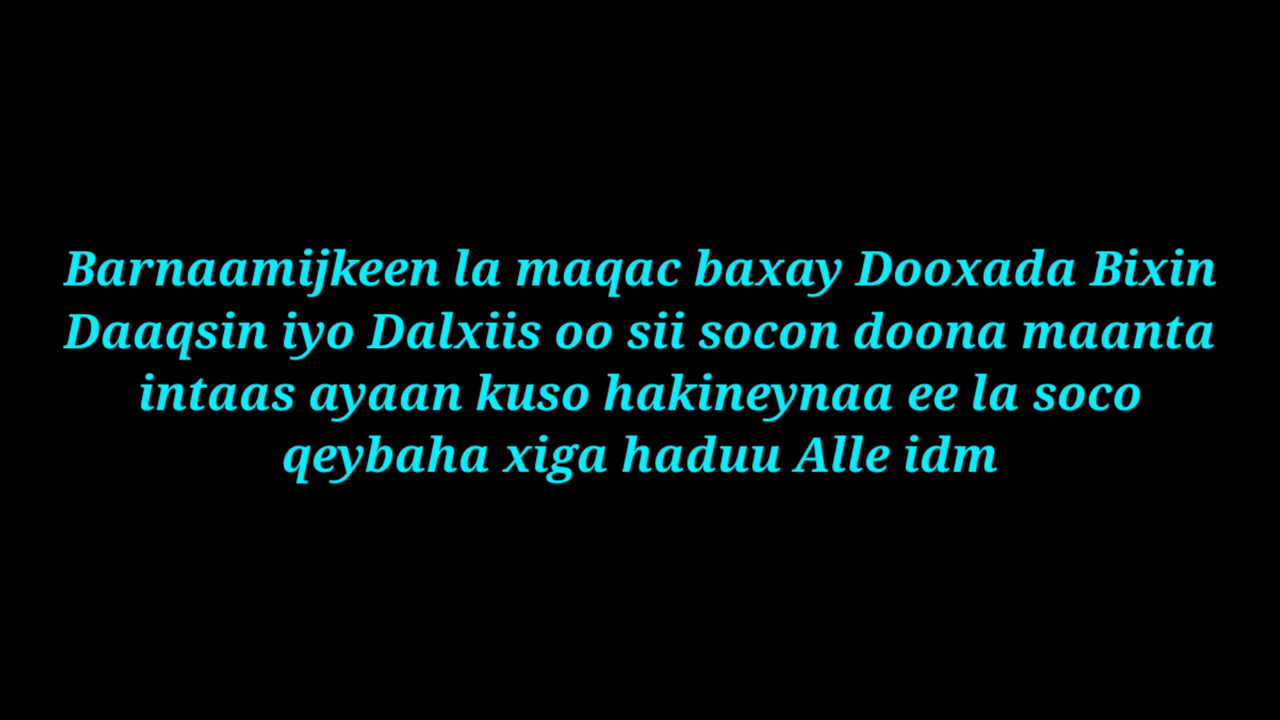 Barnaamijkeen la maqac baxay Dooxada Bixin
Daaqsin iyo Dalxiis oo sii socon doona maanta
intaas ayaan kuso hakineynaa ee la soco
qeybaha xiga haduu Alle idm